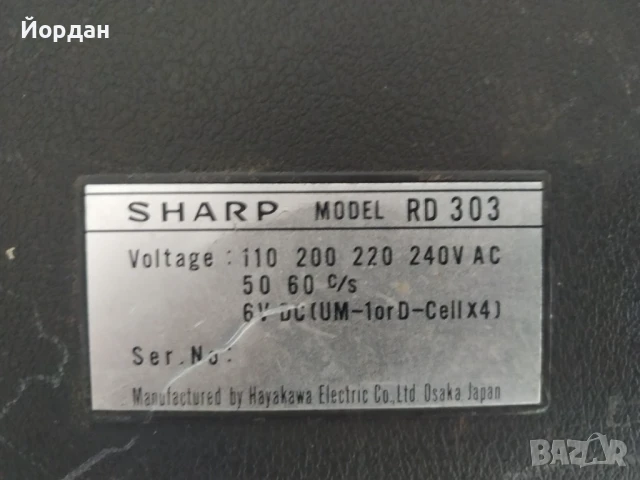 Йордан
SHARP MODEL RD 303
Voltage : 110 200 220 240V AC
50 60 c/s
6V DC (UM-1orD-CellX4)
Ser.No:
Manufactured by Hayakawa Electric Co.,Ltd Osaka Japan
BAZAR